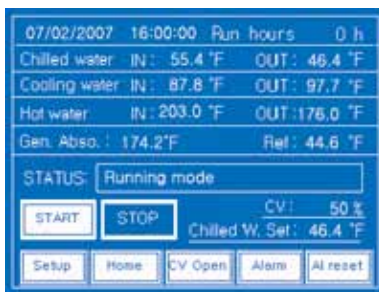 07/02/2007 16:00:00 Run hours 0 h
Chilled water IN: 55.4 °F OUT: 46.4 °F
Cooling water IN: 87.8 °F OUT: 97.7 °F
Hot water IN: 203.0 °F OUT: 176.0 °F
Gen. Abso.: 174.2°F Ref: 44.6 °F
STATUS: Running mode
START STOP CV: 50 %
Chilled W. Set: 46.4 °F
Setup Home CV Open Alarm Al reset